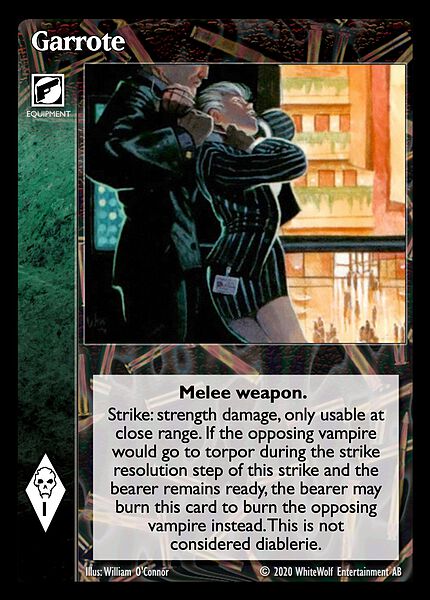 Garrote
EQUIPMENT
Melee weapon.
Strike: strength damage, only usable at
close range. If the opposing vampire
would go to torpor during the strike
resolution step of this strike and the
bearer remains ready, the bearer may
burn this card to burn the opposing
vampire instead. This is not
considered diablerie.
I
Illus: William O'Connor
© 2020 WhiteWolf Entertainment AB